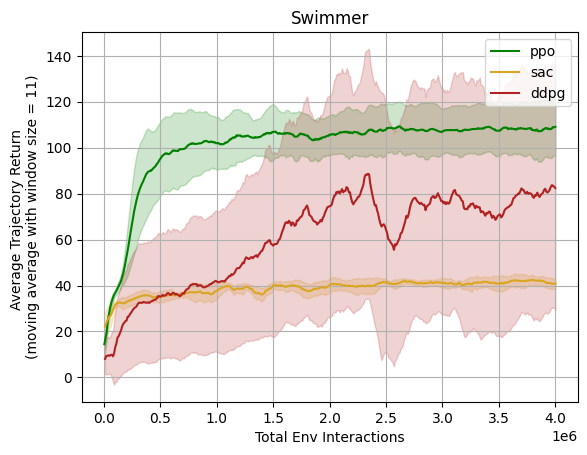 Swimmer
Average Trajectory Return
(moving average with window size = 11)
140
120
100
80
60
40
20
0
ppo
sac
ddpg
0.0 0.5 1.0 1.5 2.0 2.5 3.0 3.5 4.0
1e6
Total Env Interactions